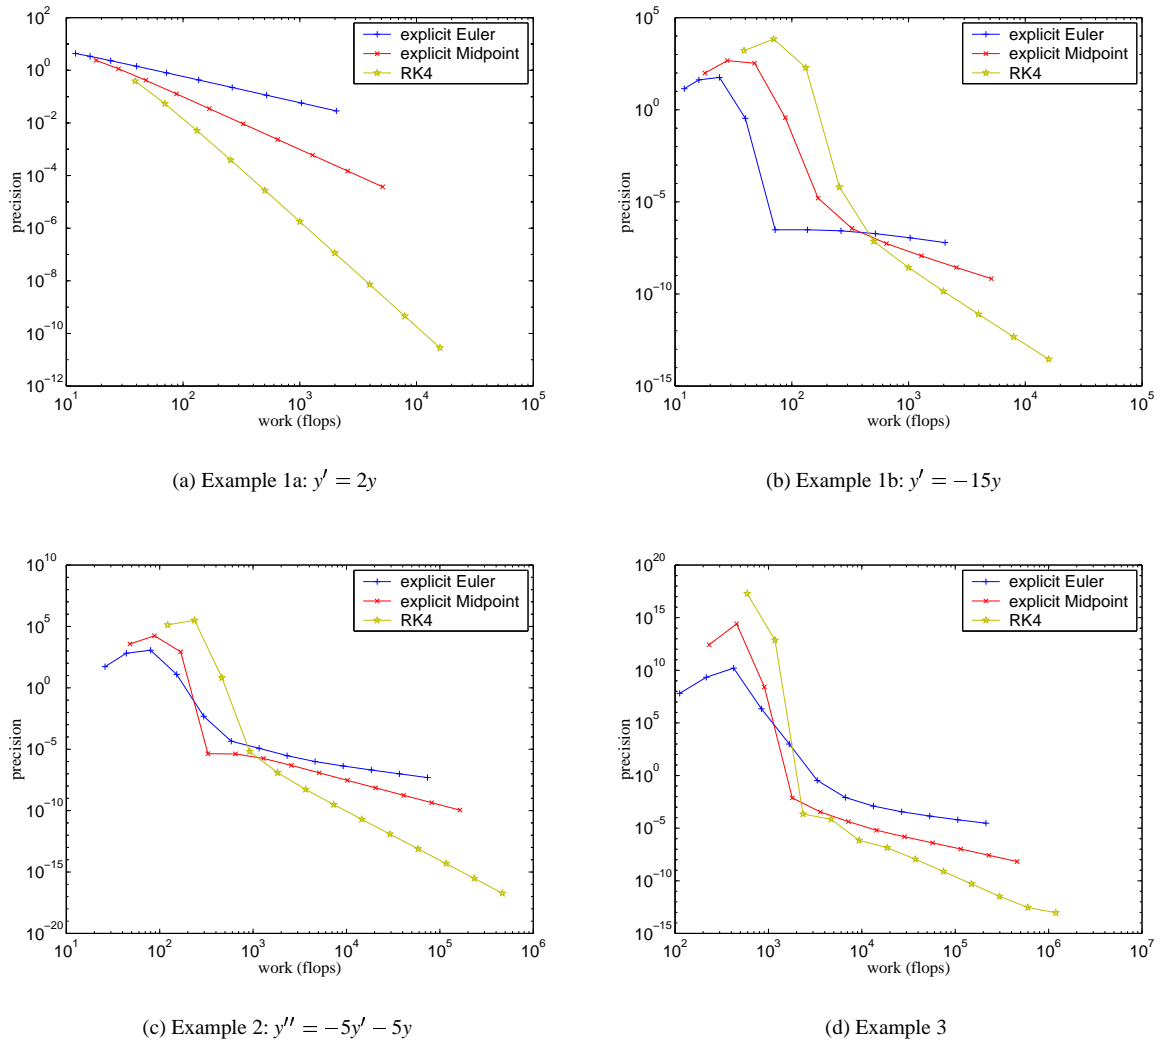 10^2
10^0
10^-2
10^-4
10^-6
10^-8
10^-10
10^-12
precision
10^1 10^2 10^3 10^4 10^5
work (flops)
explicit Euler
explicit Midpoint
RK4
(a) Example 1a: y′ = 2y
10^5
10^0
10^-5
10^-10
10^-15
precision
10^1 10^2 10^3 10^4 10^5
work (flops)
explicit Euler
explicit Midpoint
RK4
(b) Example 1b: y′ = −15y
10^10
10^5
10^0
10^-5
10^-10
10^-15
10^-20
precision
10^1 10^2 10^3 10^4 10^5 10^6
work (flops)
explicit Euler
explicit Midpoint
RK4
(c) Example 2: y′′ = −5y′ − 5y
10^20
10^15
10^10
10^5
10^0
10^-5
10^-10
10^-15
precision
10^2 10^3 10^4 10^5 10^6 10^7
work (flops)
explicit Euler
explicit Midpoint
RK4
(d) Example 3